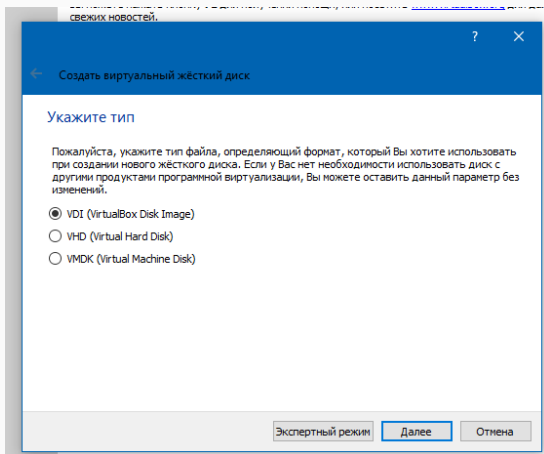 свежих новостей.
?
Создать виртуальный жёсткий диск
Укажите тип
Пожалуйста, укажите тип файла, определяющий формат, который Вы хотите использовать
при создании нового жёсткого диска. Если у Вас нет необходимости использовать диск с
другими продуктами программной виртуализации, Вы можете оставить данный параметр без
изменений.
VDI (VirtualBox Disk Image)
VHD (Virtual Hard Disk)
VMDK (Virtual Machine Disk)
Экспертный режим Далее Отмена